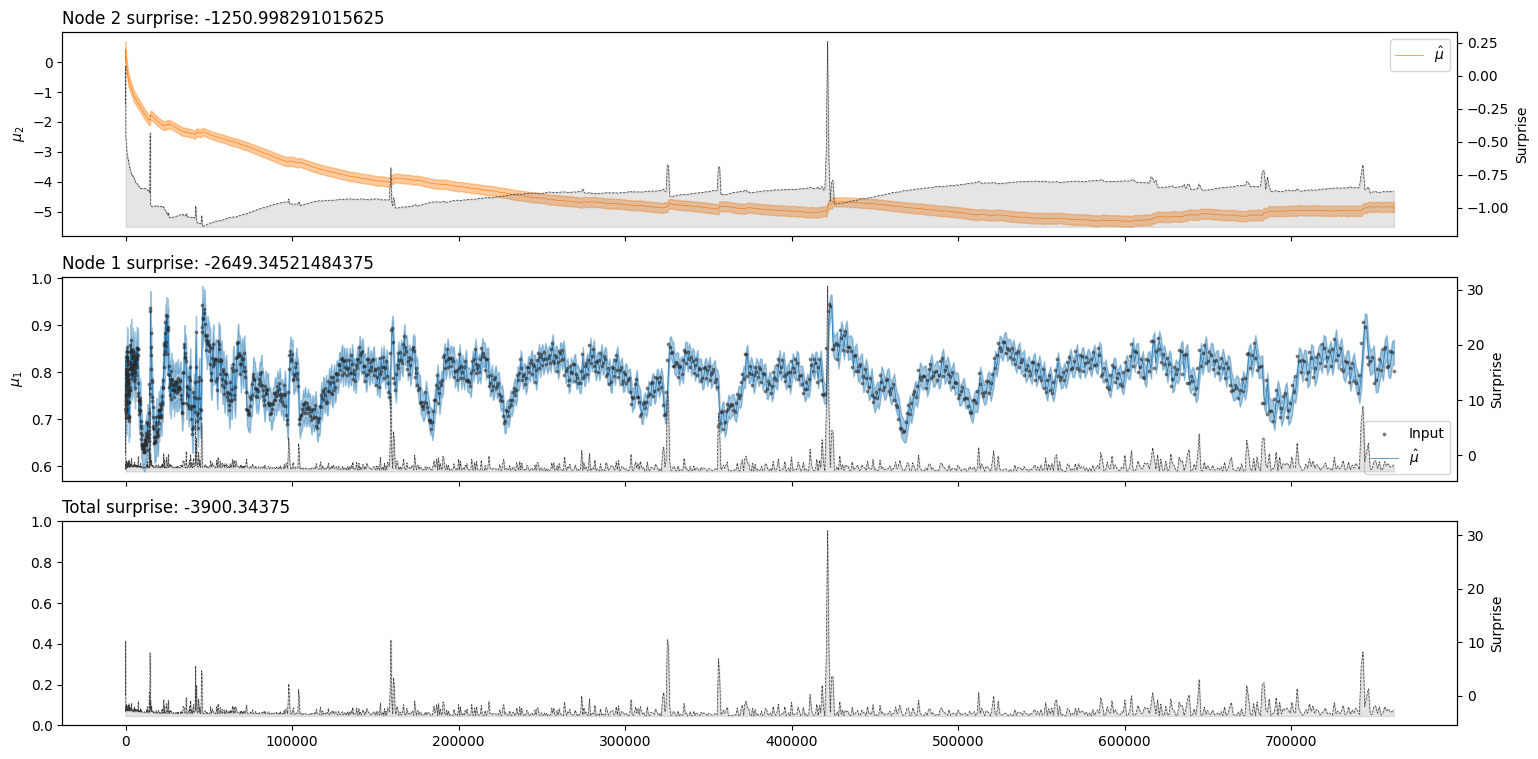 Node 2 surprise: -1250.998291015625
μ̂
0
−1
−2
−3
−4
−5
μ₂
0.25
0.00
−0.25
−0.50
−0.75
−1.00
Surprise
Node 1 surprise: -2649.34521484375
1.0
0.9
0.8
0.7
0.6
μ₁
30
20
10
0
Surprise
Input
μ̂
Total surprise: -3900.34375
1.0
0.8
0.6
0.4
0.2
0.0
30
20
10
0
Surprise
0 100000 200000 300000 400000 500000 600000 700000